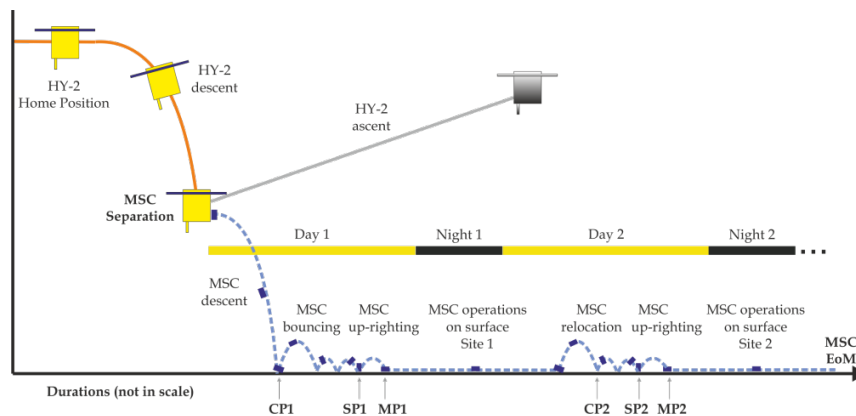 HY-2
Home Position
HY-2
descent
HY-2
ascent
MSC
Separation
Day 1
Night 1
Day 2
Night 2
...
MSC
descent
MSC
bouncing
MSC
up-righting
MSC operations
on surface
Site 1
MSC
relocation
MSC
up-righting
MSC operations
on surface
Site 2
MSC
EoM
Durations (not in scale)
CP1
SP1
MP1
CP2
SP2
MP2